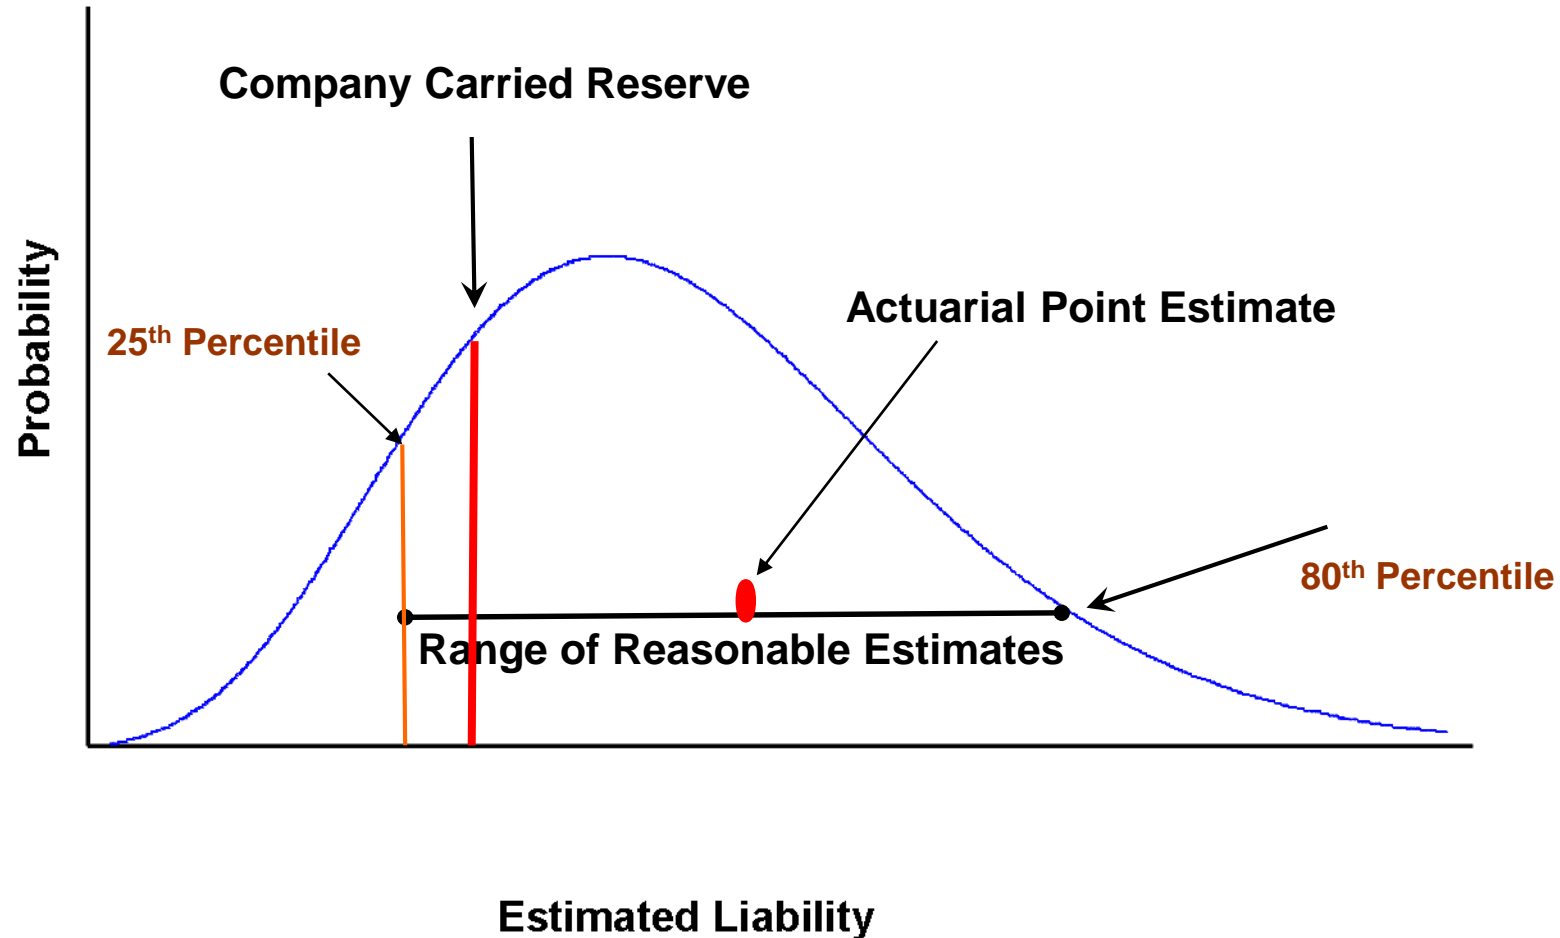 Company Carried Reserve
Actuarial Point Estimate
25th Percentile
Probability
80th Percentile
Range of Reasonable Estimates
Estimated Liability